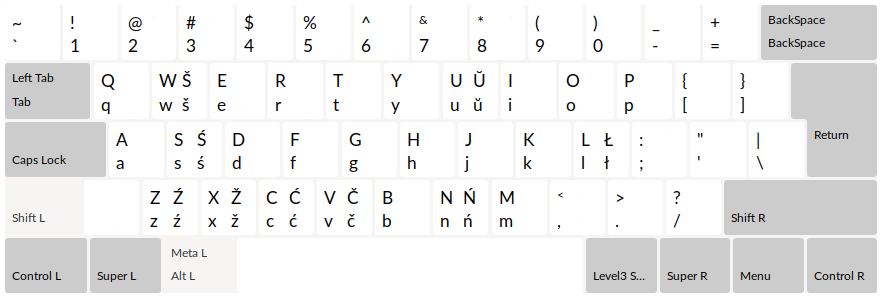 ~ ! @ # $ % ^ & * ( ) _ + BackSpace
` 1 2 3 4 5 6 7 8 9 0 - = BackSpace
Left Tab Q W Š E R T Y U Ŭ I O P { }
Tab q w š e r t y u ŭ i o p [ ]
A S Ś D F G H J K L Ł : " | Return
Caps Lock a s ś d f g h j k l ł ; ' \
Z Ź X Ž C Ć V Č B N Ń M < > ?
Shift L z ź x ž c ć v č b n ń m , . / Shift R
Meta L
Control L Super L Alt L Level3 S... Super R Menu Control R